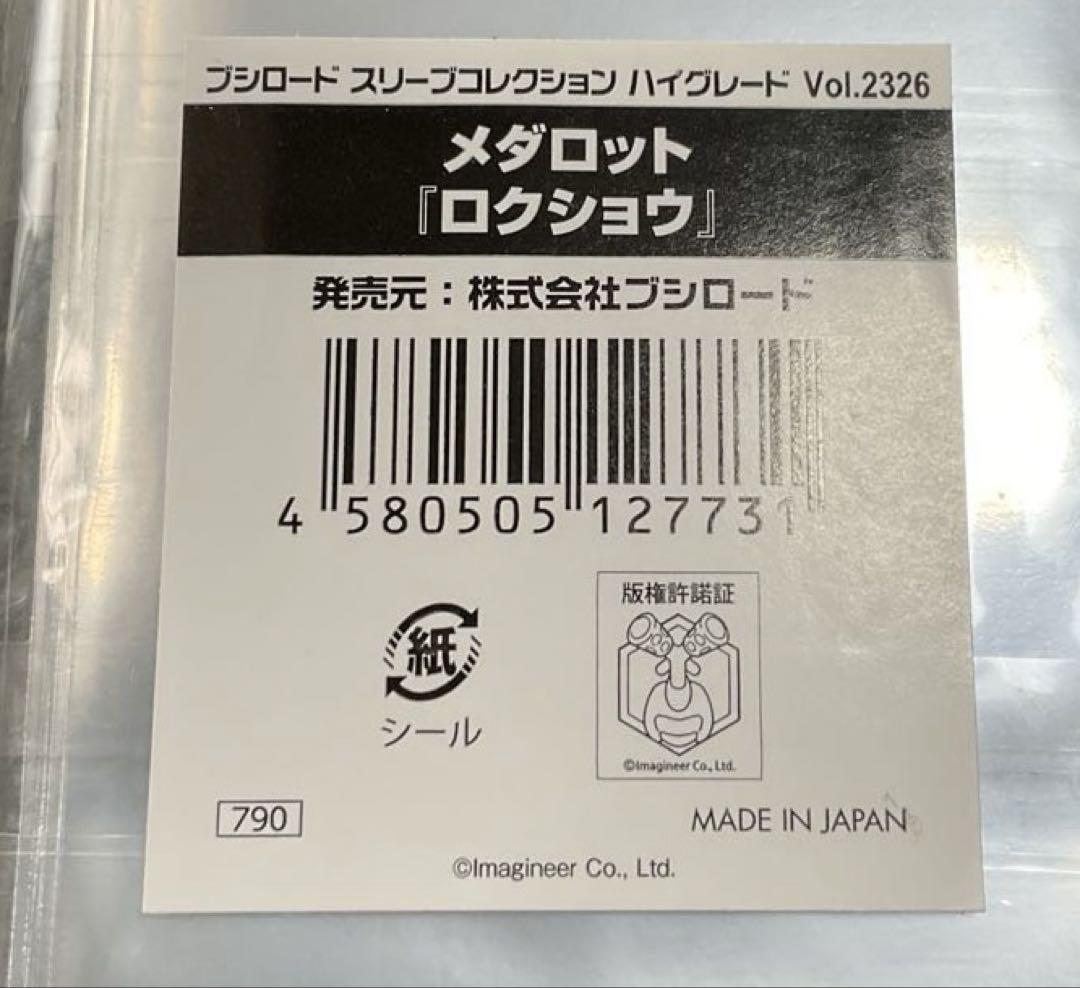 ブシロード スリーブコレクション ハイグレード Vol.2326
メダロット
『ロクショウ』
発売元：株式会社ブシロード
4 580505 127731
紙
シール
版権許諾証
©Imagineer Co., Ltd.
790
MADE IN JAPAN
©Imagineer Co., Ltd.